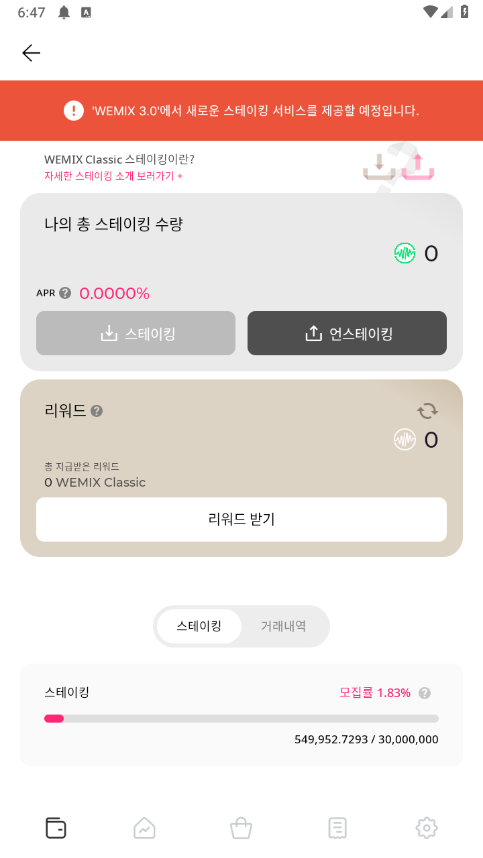 6:47
'WEMIX 3.0'에서 새로운 스테이킹 서비스를 제공할 예정입니다.
WEMIX Classic 스테이킹이란?
자세한 스테이킹 소개 보러가기 +
나의 총 스테이킹 수량
0
APR ? 0.0000%
스테이킹
언스테이킹
리워드 ?
0
총 지급받은 리워드
0 WEMIX Classic
리워드 받기
스테이킹
거래내역
스테이킹
모집률 1.83% ?
549,952.7293 / 30,000,000